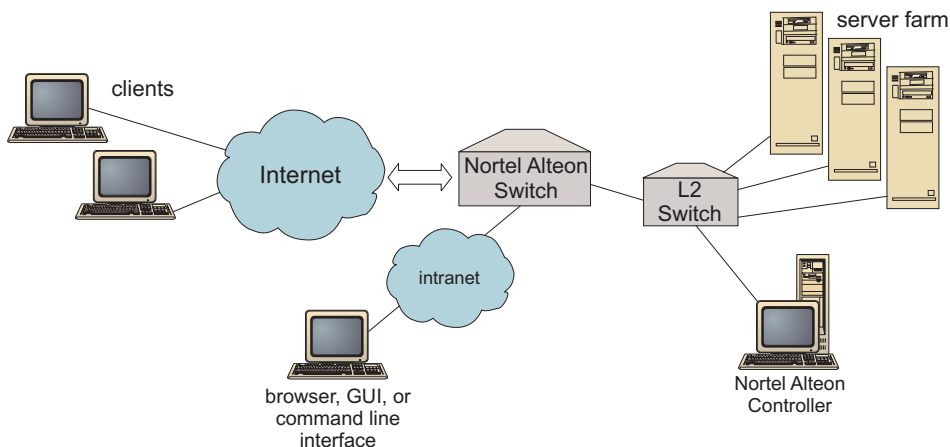 server farm
clients
Internet
Nortel Alteon
Switch
L2
Switch
intranet
browser, GUI, or
command line
interface
Nortel Alteon
Controller